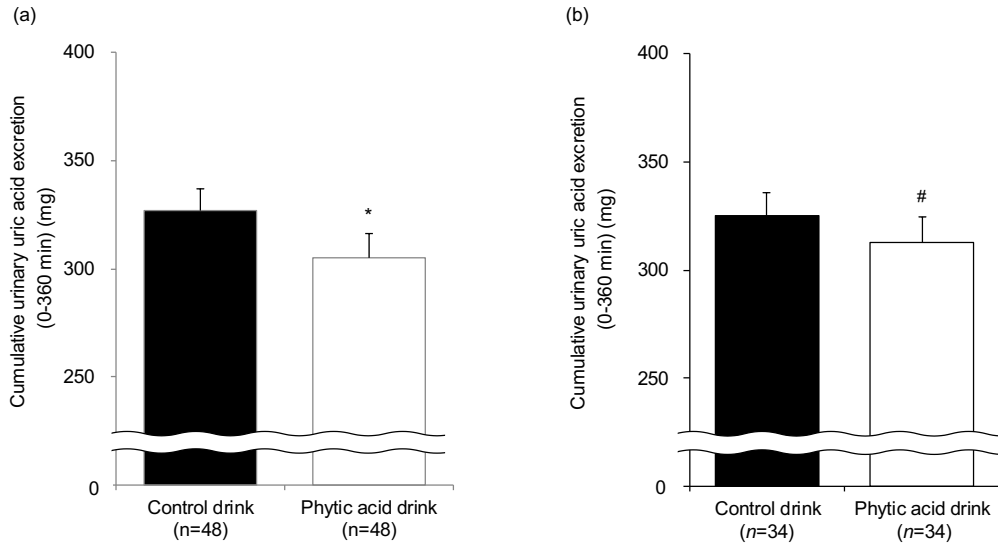 (a)
Cumulative urinary uric acid excretion
(0-360 min) (mg)
400
350
300
250
0
*
Control drink
(n=48)
Phytic acid drink
(n=48)
(b)
Cumulative urinary uric acid excretion
(0-360 min) (mg)
400
350
300
250
0
#
Control drink
(n=34)
Phytic acid drink
(n=34)